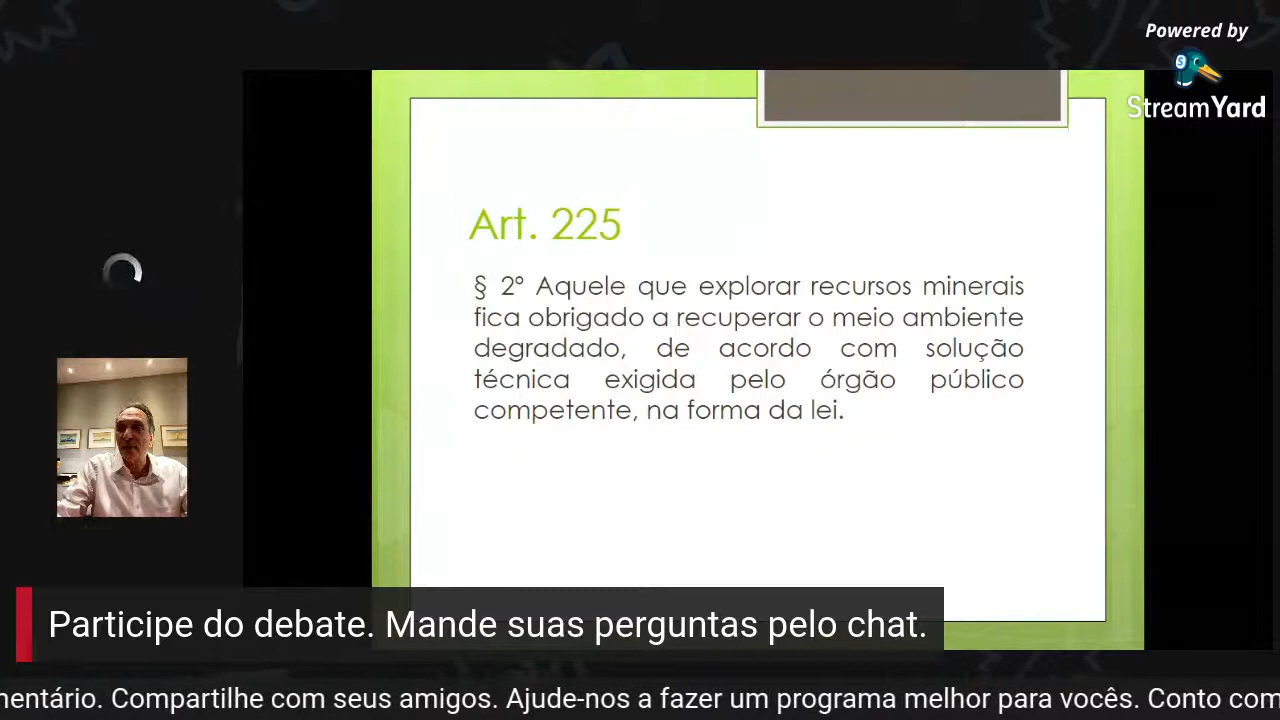 Powered by
StreamYard
Art. 225
§ 2º Aquele que explorar recursos minerais
fica obrigado a recuperar o meio ambiente
degradado, de acordo com solução
técnica exigida pelo órgão público
competente, na forma da lei.
Participe do debate. Mande suas perguntas pelo chat.
mentário. Compartilhe com seus amigos. Ajude-nos a fazer um programa melhor para vocês. Conto com